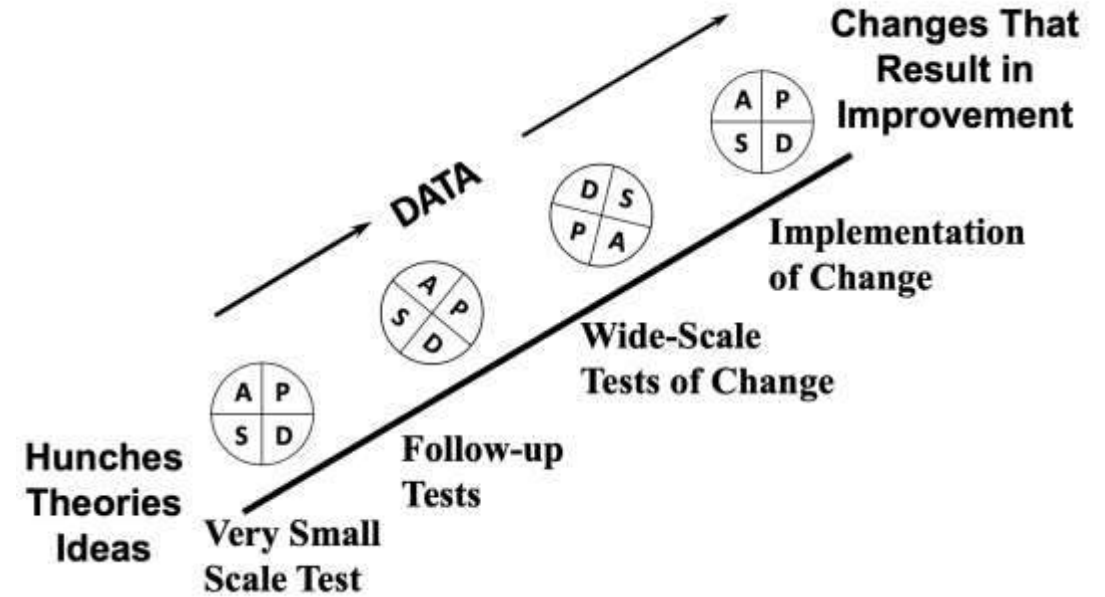 Changes That
Result in
Improvement
A P
S D
DATA
D S
P A
Implementation
of Change
A P
S D
Wide-Scale
Tests of Change
A P
S D
Follow-up
Tests
Hunches
Theories
Ideas
Very Small
Scale Test